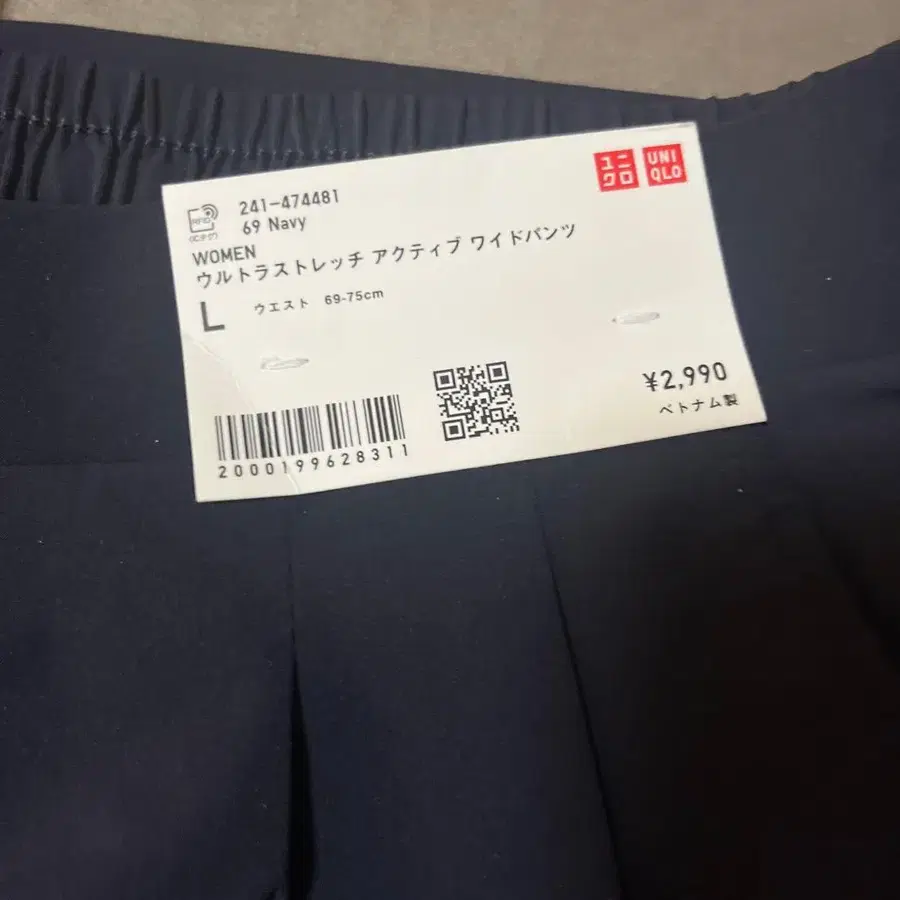 ユニクロ
UNI
QLO
RFID
(ICタグ)
241-474481
69 Navy
WOMEN
ウルトラストレッチ アクティブ ワイドパンツ
L ウエスト 69-75cm
¥2,990
ベトナム製
2000199628311